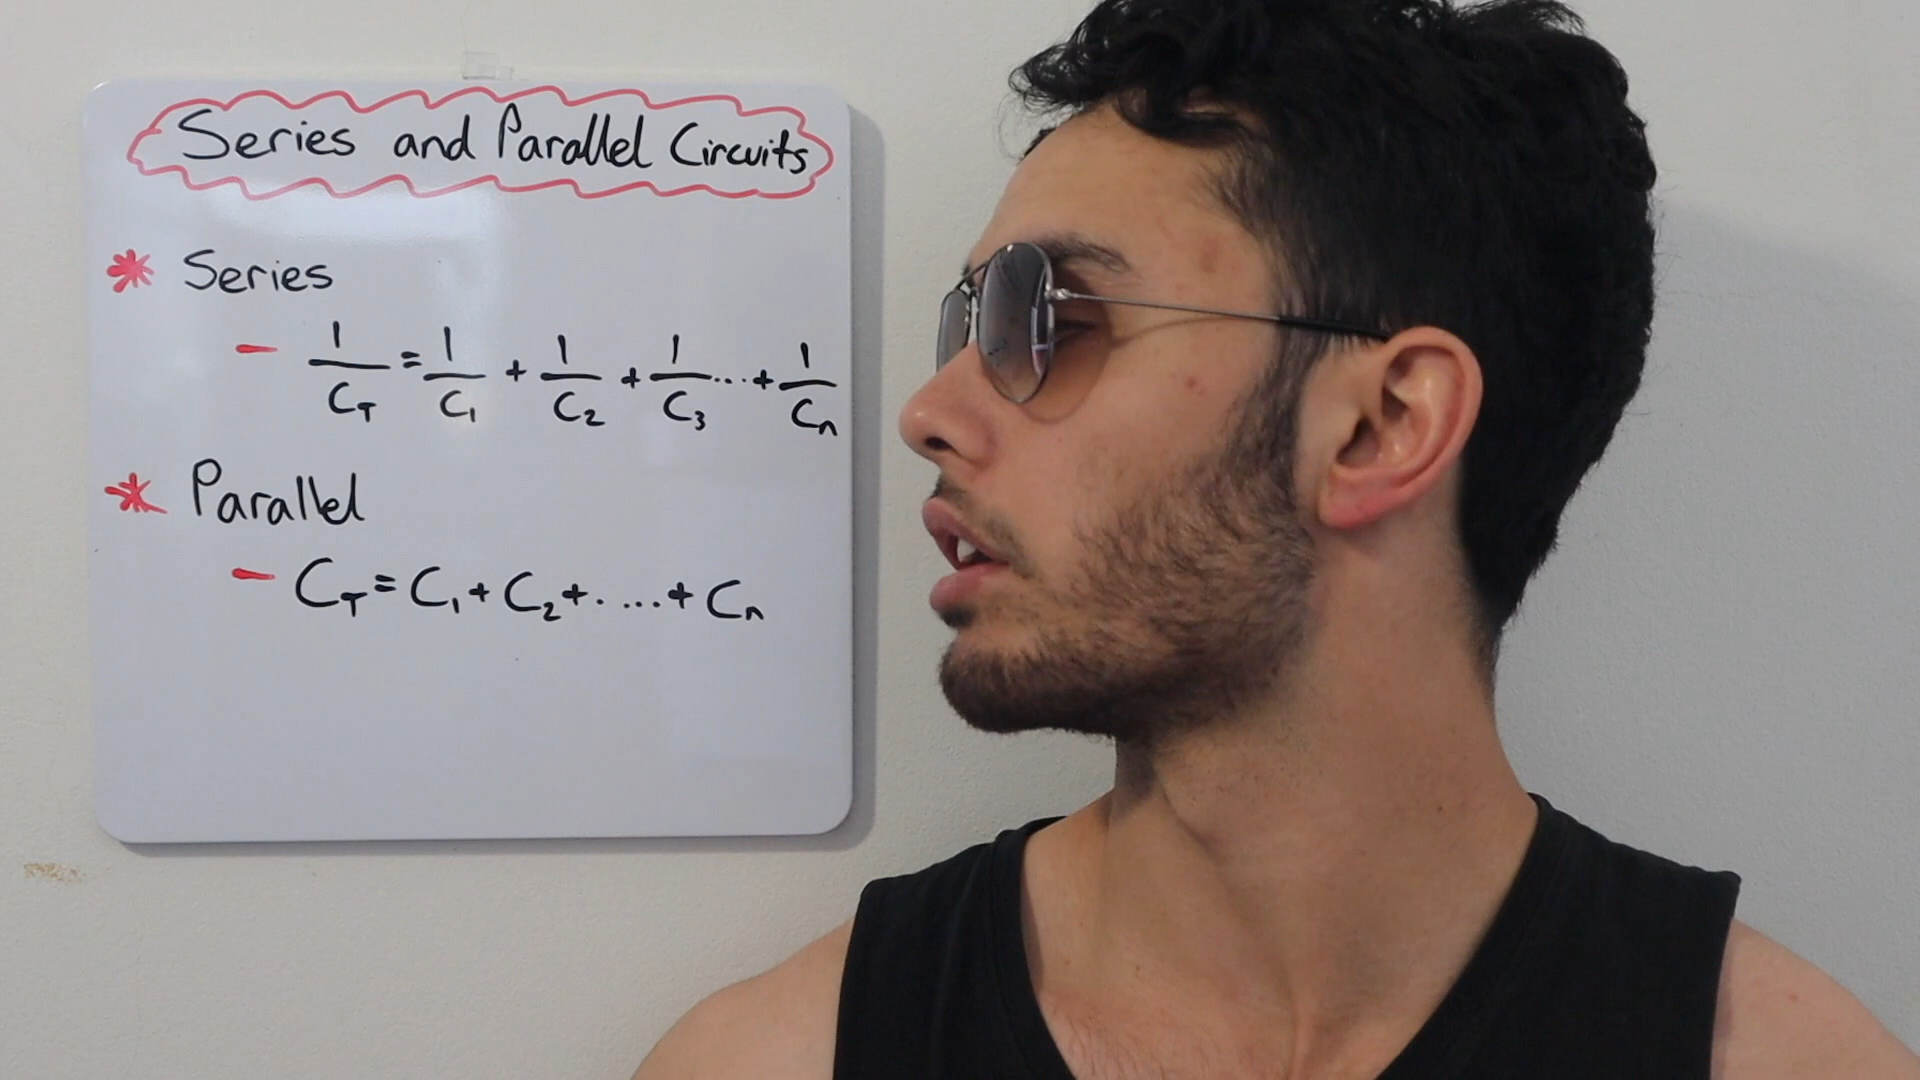 Series and Parallel Circuits
* Series
- 1/C_T = 1/C_1 + 1/C_2 + 1/C_3 ... + 1/C_n
* Parallel
- C_T = C_1 + C_2 + . ... + C_n